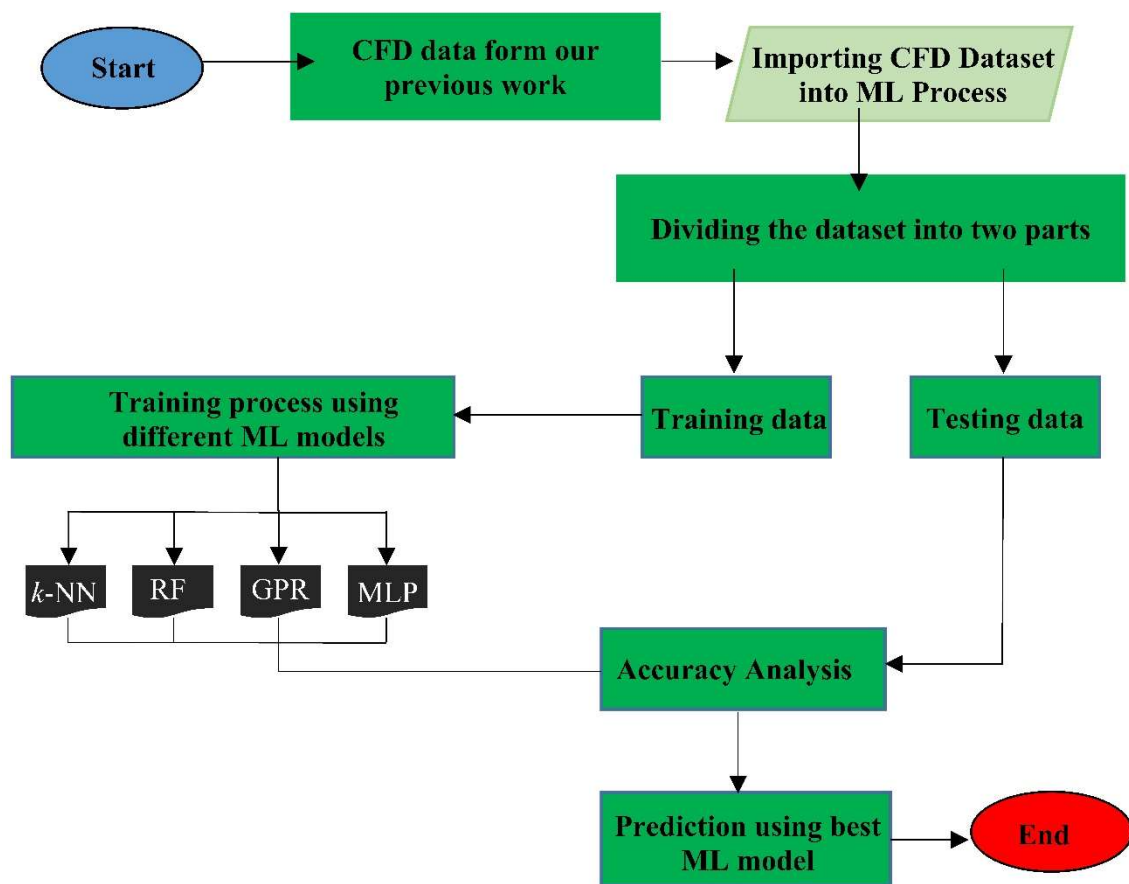 Start
CFD data form our
previous work
Importing CFD Dataset
into ML Process
Dividing the dataset into two parts
Training process using
different ML models
Training data
Testing data
k-NN
RF
GPR
MLP
Accuracy Analysis
Prediction using best
ML model
End